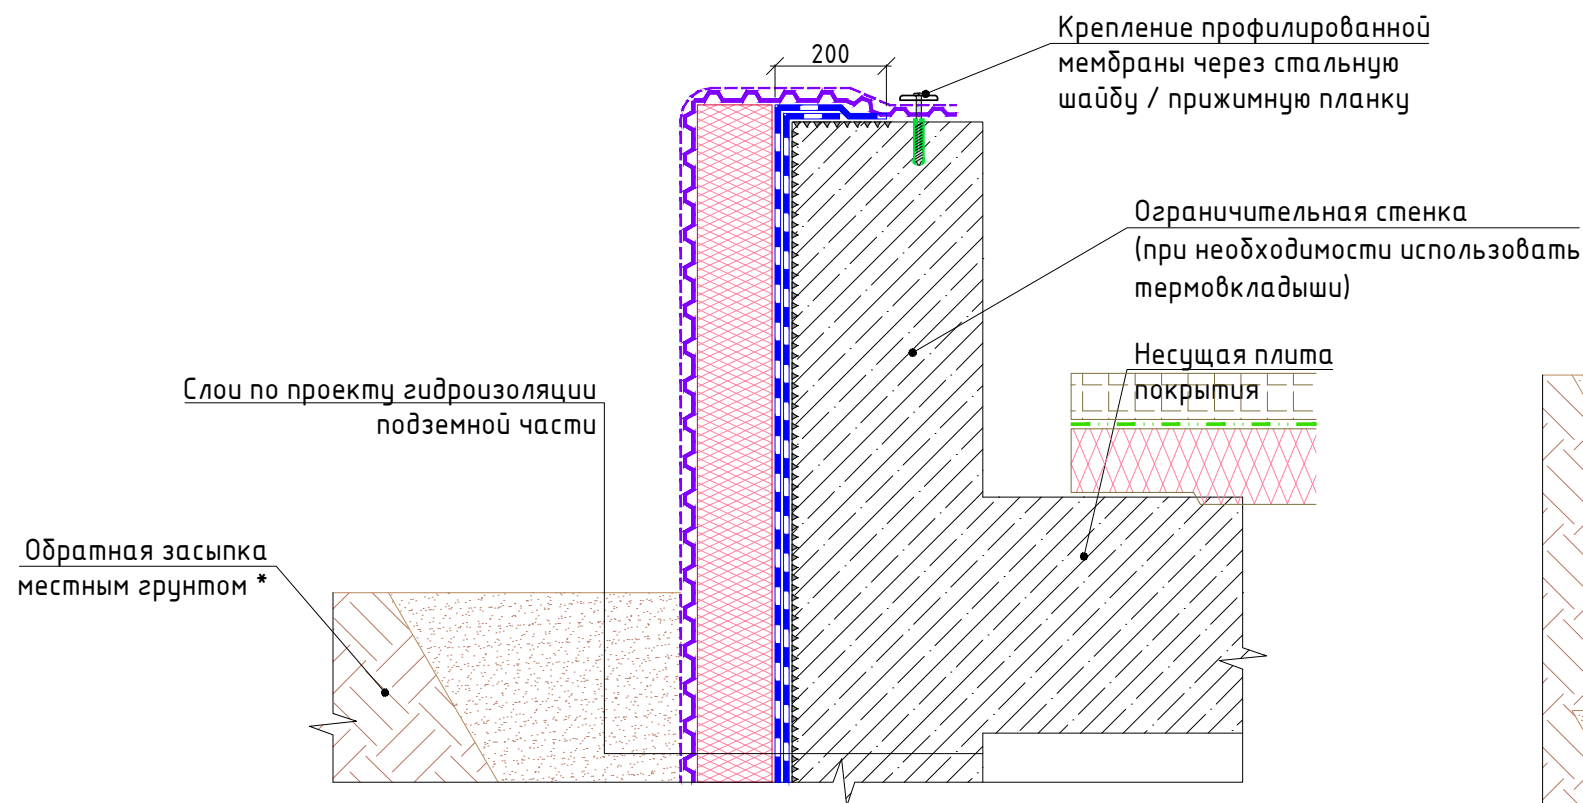 Крепление профилированной
мембраны через стальную
шайбу / прижимную планку
200
Ограничительная стенка
(при необходимости использовать
термовкладыши)
Несущая плита
покрытия
Слои по проекту гидроизоляции
подземной части
Обратная засыпка
местным грунтом *